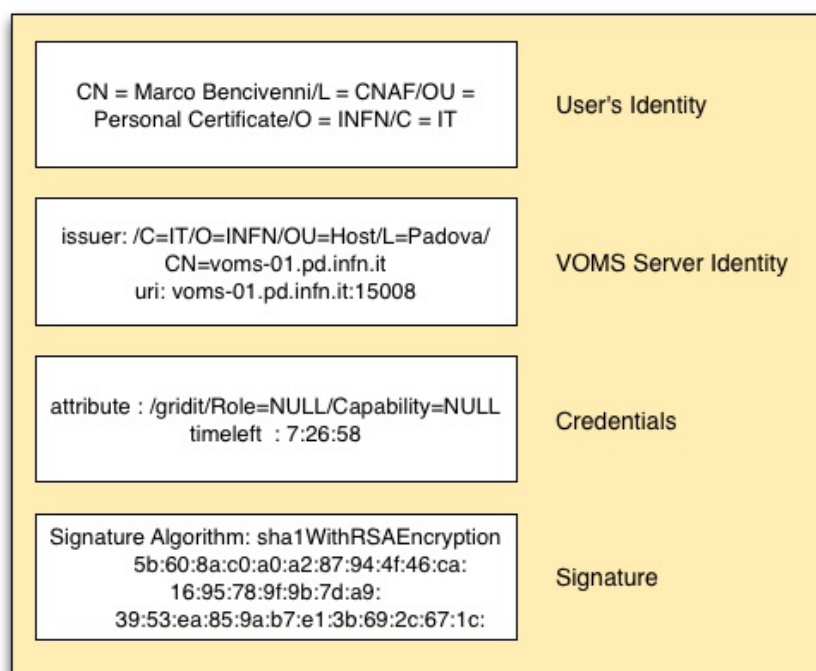 CN = Marco Bencivenni/L = CNAF/OU =
Personal Certificate/O = INFN/C = IT
User's Identity
issuer: /C=IT/O=INFN/OU=Host/L=Padova/
CN=voms-01.pd.infn.it
uri: voms-01.pd.infn.it:15008
VOMS Server Identity
attribute : /gridit/Role=NULL/Capability=NULL
timeleft : 7:26:58
Credentials
Signature Algorithm: sha1WithRSAEncryption
5b:60:8a:c0:a0:a2:87:94:4f:46:ca:
16:95:78:9f:9b:7d:a9:
39:53:ea:85:9a:b7:e1:3b:69:2c:67:1c:
Signature